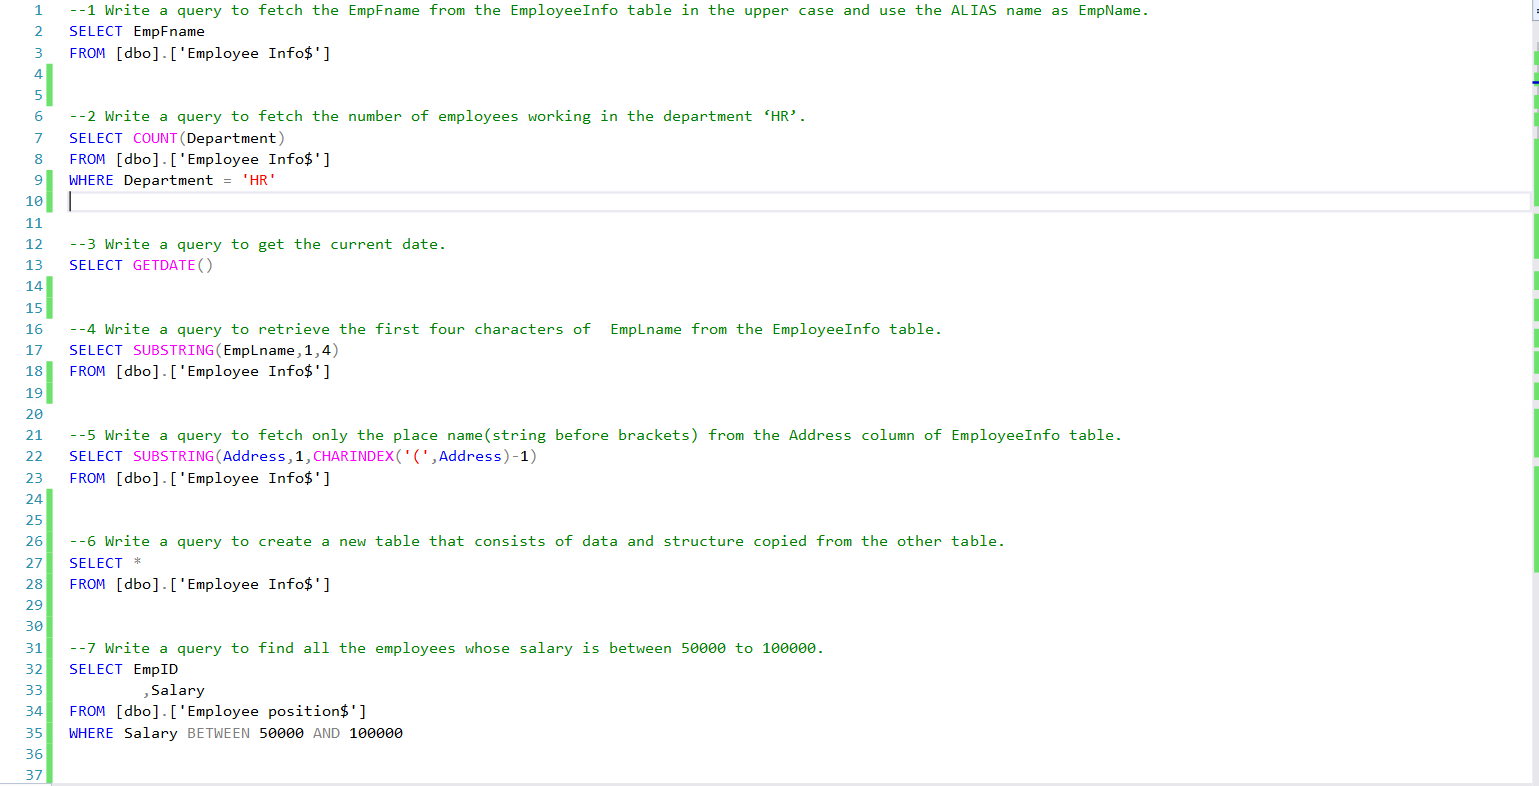 1 --1 Write a query to fetch the EmpFname from the EmployeeInfo table in the upper case and use the ALIAS name as EmpName.
2 SELECT EmpFname
3 FROM [dbo].['Employee Info$']
4
5
6 --2 Write a query to fetch the number of employees working in the department ‘HR’.
7 SELECT COUNT(Department)
8 FROM [dbo].['Employee Info$']
9 WHERE Department = 'HR'
10
11
12 --3 Write a query to get the current date.
13 SELECT GETDATE()
14
15
16 --4 Write a query to retrieve the first four characters of  EmpLname from the EmployeeInfo table.
17 SELECT SUBSTRING(EmpLname,1,4)
18 FROM [dbo].['Employee Info$']
19
20
21 --5 Write a query to fetch only the place name(string before brackets) from the Address column of EmployeeInfo table.
22 SELECT SUBSTRING(Address,1,CHARINDEX('(',Address)-1)
23 FROM [dbo].['Employee Info$']
24
25
26 --6 Write a query to create a new table that consists of data and structure copied from the other table.
27 SELECT *
28 FROM [dbo].['Employee Info$']
29
30
31 --7 Write a query to find all the employees whose salary is between 50000 to 100000.
32 SELECT EmpID
33 ,Salary
34 FROM [dbo].['Employee position$']
35 WHERE Salary BETWEEN 50000 AND 100000
36
37